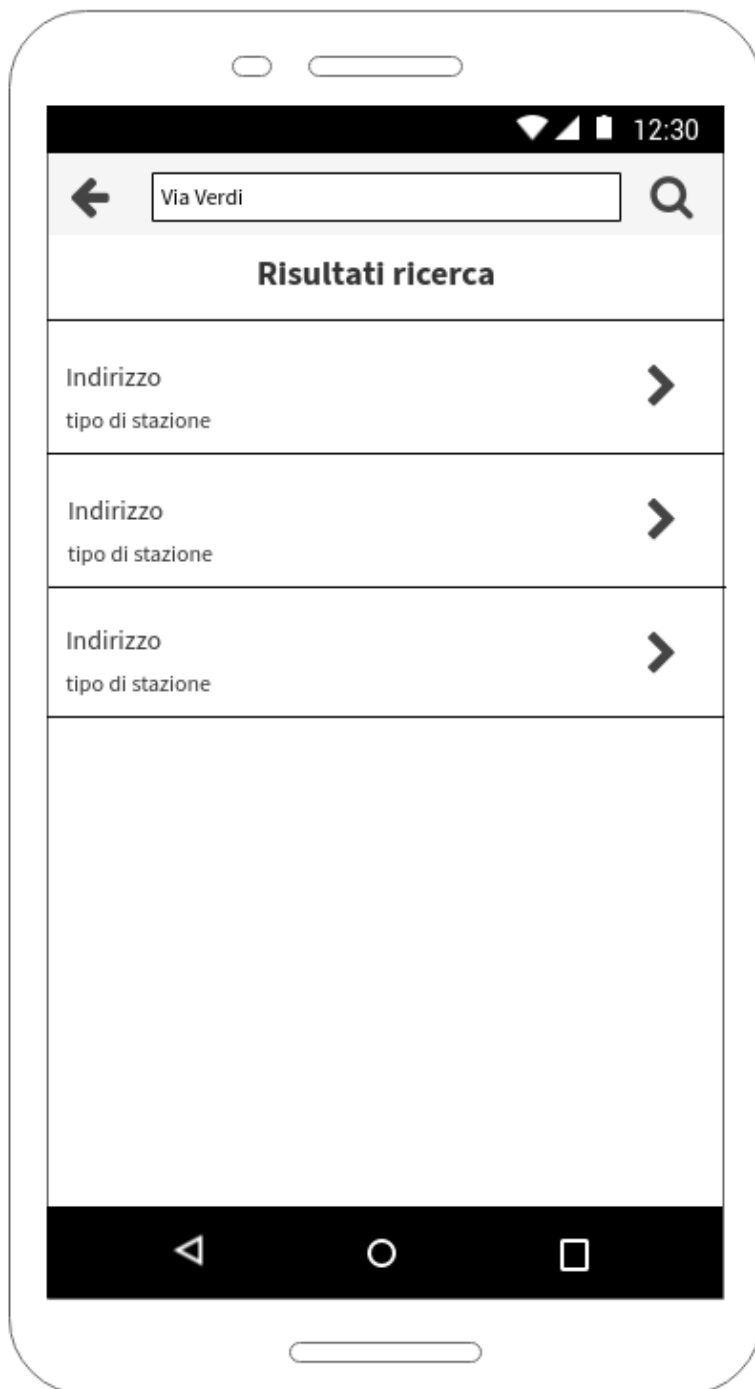 12:30
Via Verdi
Risultati ricerca
Indirizzo
tipo di stazione
Indirizzo
tipo di stazione
Indirizzo
tipo di stazione